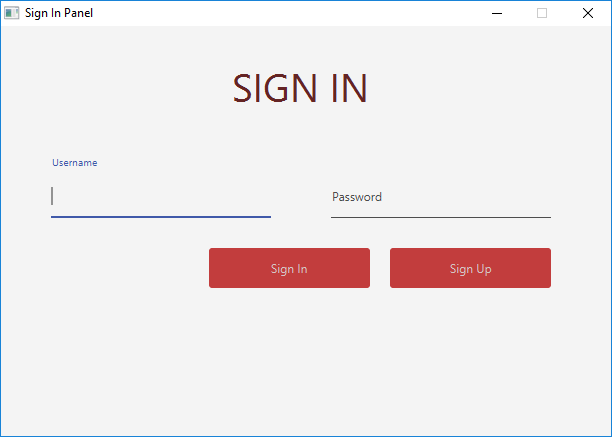 Sign In Panel
SIGN IN
Username
Password
Sign In
Sign Up